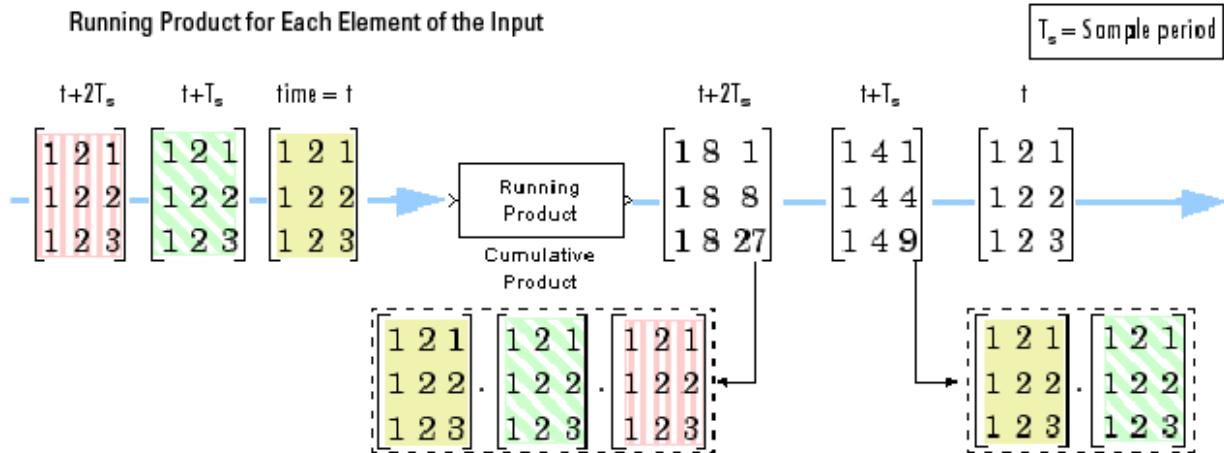 Running Product for Each Element of the Input
Tₛ = Sample period
t+2Tₛ t+Tₛ time = t t+2Tₛ t+Tₛ t
1 2 1 1 2 1 1 2 1 1 8 1 1 4 1 1 2 1
1 2 2 1 2 2 1 2 2 Running 1 8 8 1 4 4 1 2 2
Product
1 2 3 1 2 3 1 2 3 1 8 27 1 4 9 1 2 3
Cumulative
Product
1 2 1 1 2 1 1 2 1 1 2 1 1 2 1
1 2 2 . 1 2 2 . 1 2 2 1 2 2 . 1 2 2
1 2 3 1 2 3 1 2 3 1 2 3 1 2 3